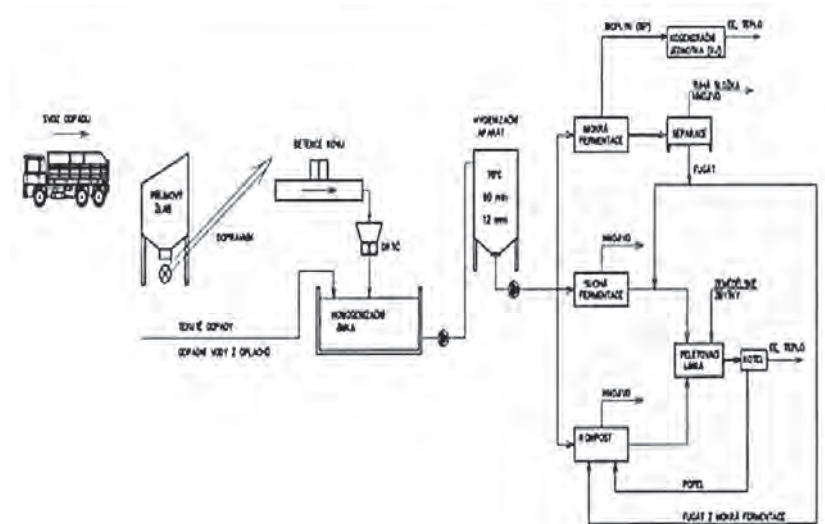 SVOZ ODPADU
PŘÍJMOVÝ
ŽLAB
DOPRAVNÍK
DETEKCE KOVU
DRTIČ
TEKUTÉ ODPADY
ODPADNÍ VODY Z OPLACHŮ
HOMOGENIZAČNÍ
JÍMKA
HYGIENIZAČNÍ
APARÁT
70°C
60 min
12 mm
BIOPLYN (BP)
KOGENERAČNÍ
JEDNOTKA (KJ)
EE, TEPLO
MOKRÁ
FERMENTACE
TUHÁ SLOŽKA
HNOJIVO
SEPARACE
FUGÁT
HNOJIVO
SUCHÁ
FERMENTACE
ZEMĚDĚLSKÉ
ZBYTKY
PELETOVACÍ
LINKA
KOTEL
EE, TEPLO
HNOJIVO
KOMPOST
POPEL
FUGÁT Z MOKRÁ FERMENTACE